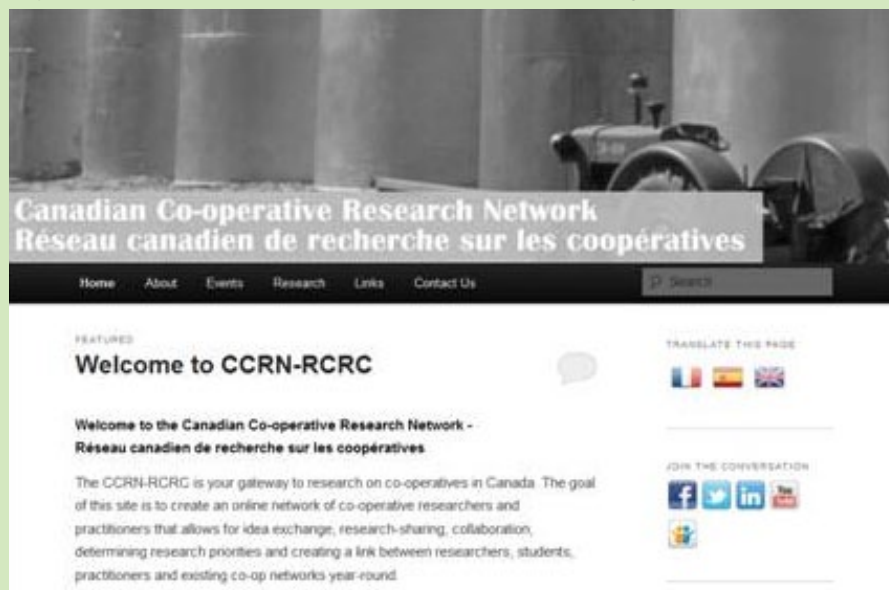 Canadian Co-operative Research Network
Réseau canadien de recherche sur les coopératives
Home About Events Research Links Contact Us Search
FEATURED
Welcome to CCRN-RCRC
Welcome to the Canadian Co-operative Research Network -
Réseau canadien de recherche sur les coopératives
The CCRN-RCRC is your gateway to research on co-operatives in Canada. The goal
of this site is to create an online network of co-operative researchers and
practitioners that allows for idea exchange, research-sharing, collaboration,
determining research priorities and creating a link between researchers, students,
practitioners and existing co-op networks year-round.
TRANSLATE THIS PAGE
JOIN THE CONVERSATION
f
in
You
Tube